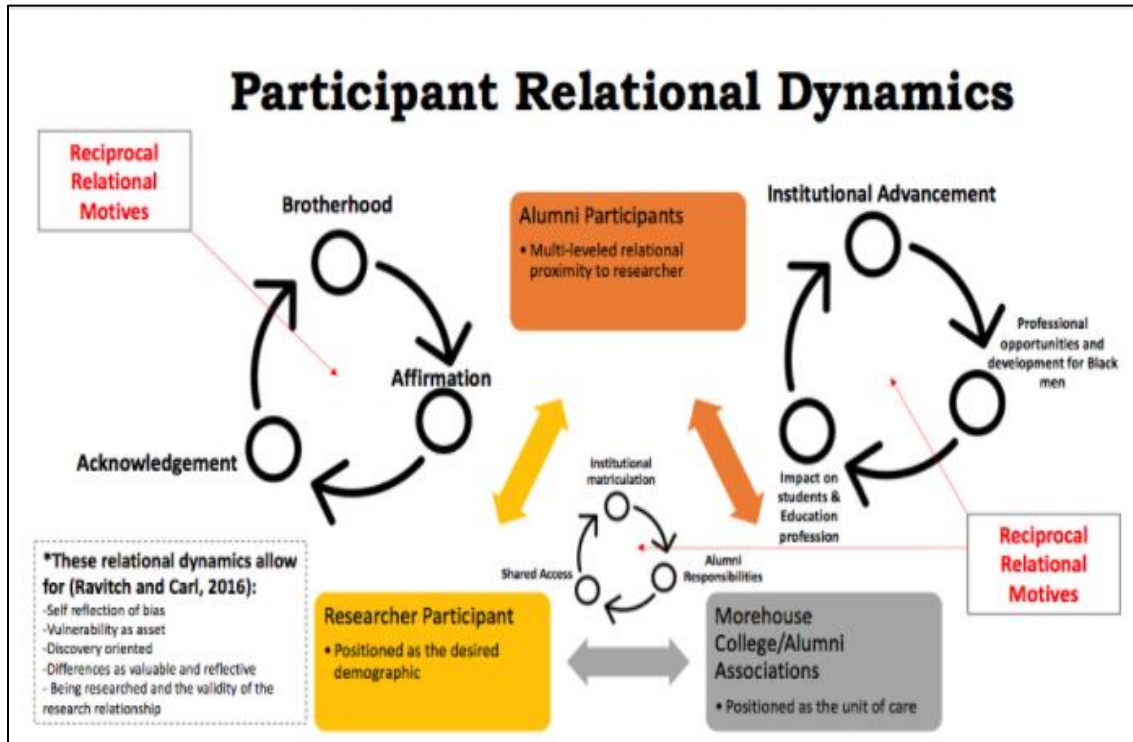 Participant Relational Dynamics
Reciprocal
Relational
Motives
Brotherhood
Affirmation
Acknowledgement
Alumni Participants
• Multi-leveled relational
proximity to researcher
Institutional Advancement
Professional
opportunities and
development for Black
men
Impact on
students &
Education
profession
Institutional
matriculation
Alumni
Responsibilities
Shared Access
Reciprocal
Relational
Motives
*These relational dynamics allow
for (Ravitch and Carl, 2016):
-Self reflection of bias
-Vulnerability as asset
-Discovery oriented
-Differences as valuable and reflective
- Being researched and the validity of the
research relationship
Researcher Participant
• Positioned as the desired
demographic
Morehouse
College/Alumni
Associations
• Positioned as the unit of care